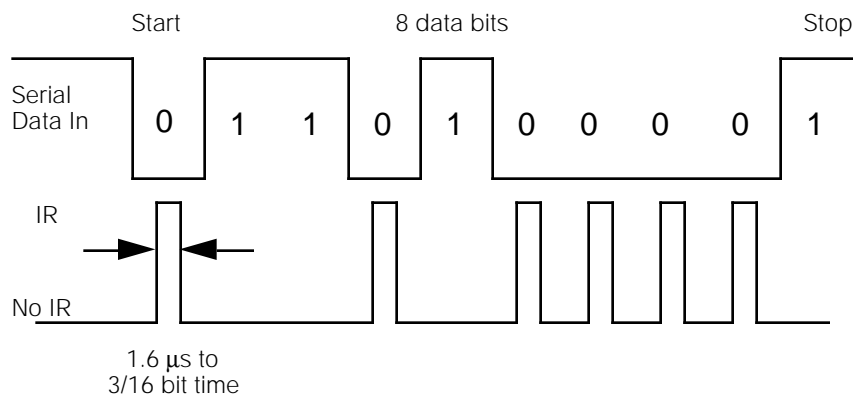 Start 8 data bits Stop
Serial
Data In
0 1 1 0 1 0 0 0 0 1
IR
No IR
1.6 μs to
3/16 bit time